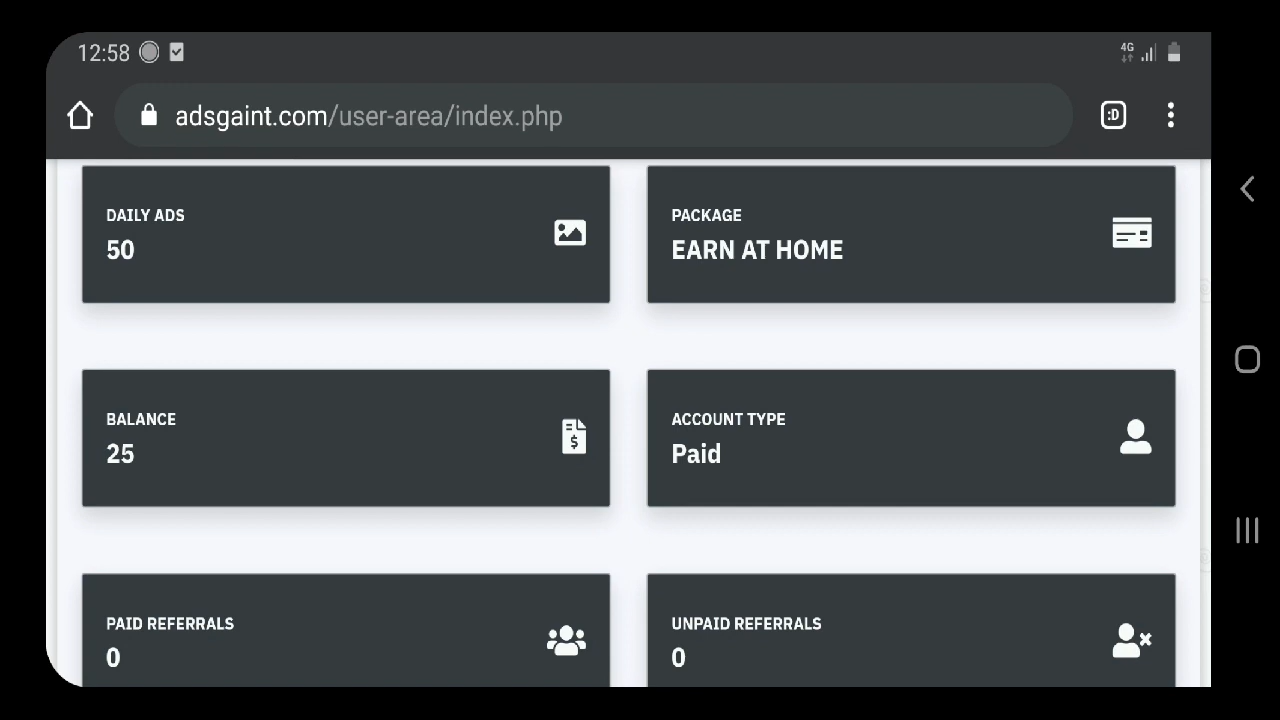 12:58
4G
adsgaint.com/user-area/index.php
:D
DAILY ADS
50
PACKAGE
EARN AT HOME
BALANCE
25
$
ACCOUNT TYPE
Paid
PAID REFERRALS
0
UNPAID REFERRALS
0